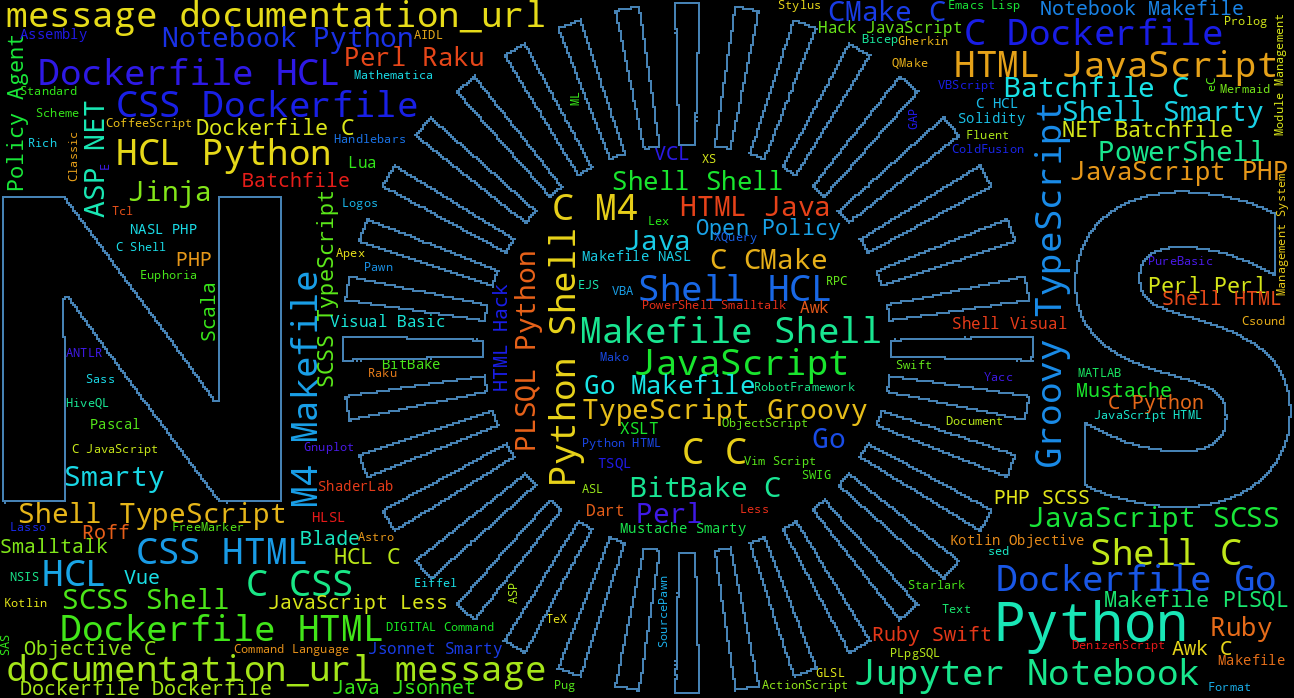 message documentation_url
Stylus
CMake C
Emacs Lisp
Notebook Makefile
Assembly
Notebook Python
AIDL
Hack JavaScript
Bicep
Gherkin
C Dockerfile
Prolog
Policy Agent
Perl Raku
QMake
HTML JavaScript
Dockerfile HCL
Mathematica
VBScript
Batchfile C
eC
Mermaid
Module Management
Standard
CSS Dockerfile
ML
GAP
C HCL
Shell Smarty
Scheme
CoffeeScript
Dockerfile C
Solidity
NET Batchfile
Rich
Classic
ASP NET
Handlebars
Fluent
ColdFusion
HCL Python
VCL
XS
PowerShell
E
Lua
Batchfile
Shell Shell
JavaScript PHP
Jinja
Logos
C M4
HTML Java
Tcl
Lex
Open Policy
NASL PHP
Java
XQuery
C Shell
Apex
Makefile NASL
C CMake
PHP
Pawn
PureBasic
Euphoria
Scala
SCSS TypeScript
EJS
VBA
Shell HCL
RPC
Perl Perl
Management System
PowerShell Smalltalk
Awk
Shell HTML
M4 Makefile
Visual Basic
HTML Hack
PLSQL Python
Python Shell
Makefile Shell
Shell Visual
Groovy TypeScript
Csound
ANTLR
BitBake
Mako
JavaScript
Swift
Sass
Raku
Go Makefile
RobotFramework
Yacc
MATLAB
Mustache
HiveQL
TypeScript Groovy
C Python
Pascal
XSLT
ObjectScript
Document
JavaScript HTML
C JavaScript
Gnuplot
Python HTML
C C
Go
Smarty
TSQL
Vim Script
SWIG
ShaderLab
ASL
BitBake C
PHP SCSS
Shell TypeScript
HLSL
Dart
Perl
Less
JavaScript SCSS
Lasso
Roff
FreeMarker
Mustache Smarty
Smalltalk
CSS HTML
Blade
Astro
Kotlin Objective
HCL C
sed
Shell C
NSIS
HCL
Vue
C CSS
Eiffel
ASP
SourcePawn
Starlark
Dockerfile Go
Kotlin
SCSS Shell
JavaScript Less
Text
Makefile PLSQL
TeX
Python
Dockerfile HTML
DIGITAL Command
Ruby Swift
Ruby
SAS
Objective C
Command Language
Jsonnet Smarty
PLpgSQL
DenizenScript
Awk C
Makefile
documentation_url message
GLSL
Jupyter Notebook
Dockerfile Dockerfile
Java Jsonnet
Pug
ActionScript
Format